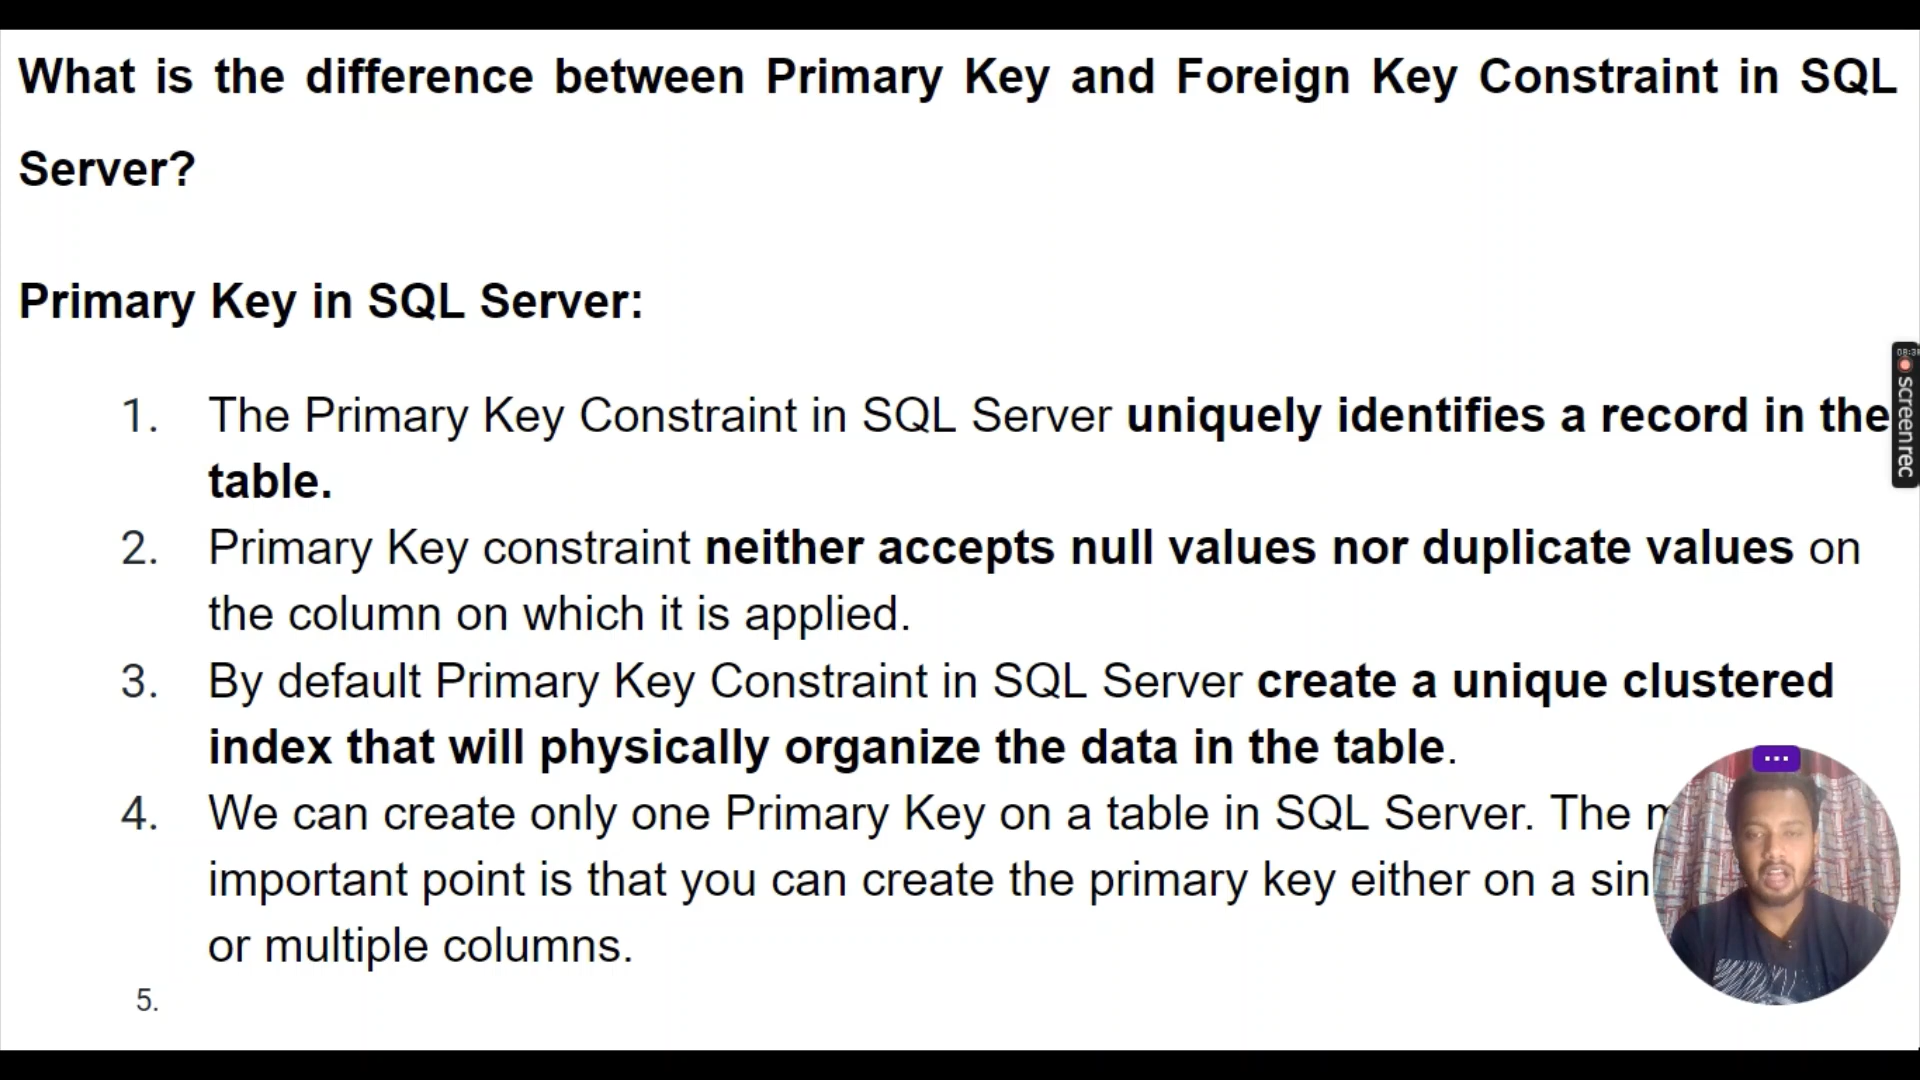 What is the difference between Primary Key and Foreign Key Constraint in SQL
Server?
Primary Key in SQL Server:
1. The Primary Key Constraint in SQL Server uniquely identifies a record in the
table.
2. Primary Key constraint neither accepts null values nor duplicate values on
the column on which it is applied.
3. By default Primary Key Constraint in SQL Server create a unique clustered
index that will physically organize the data in the table.
4. We can create only one Primary Key on a table in SQL Server. The
important point is that you can create the primary key either on a
or multiple columns.
5.
screenrec